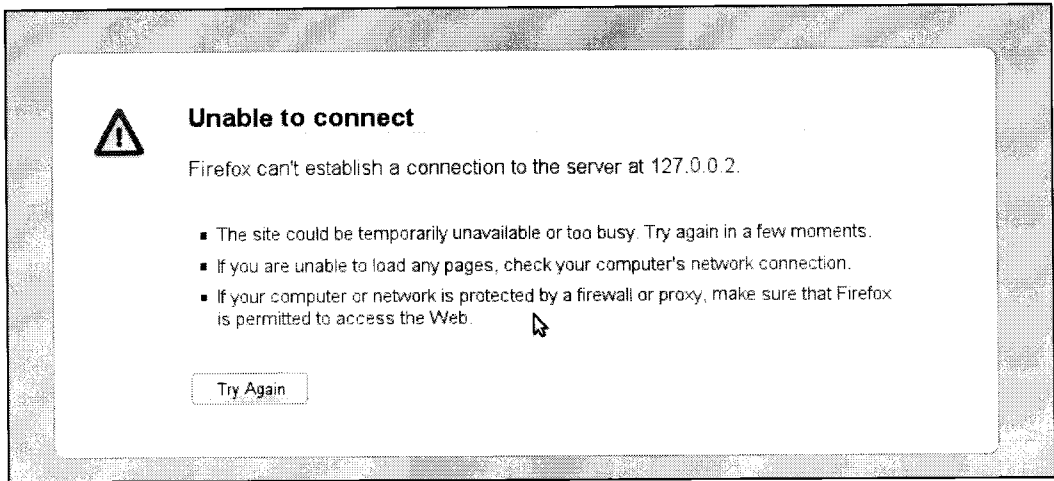 Unable to connect
Firefox can't establish a connection to the server at 127.0.0.2.
▪ The site could be temporarily unavailable or too busy. Try again in a few moments.
▪ If you are unable to load any pages, check your computer's network connection.
▪ If your computer or network is protected by a firewall or proxy, make sure that Firefox
is permitted to access the Web.
Try Again